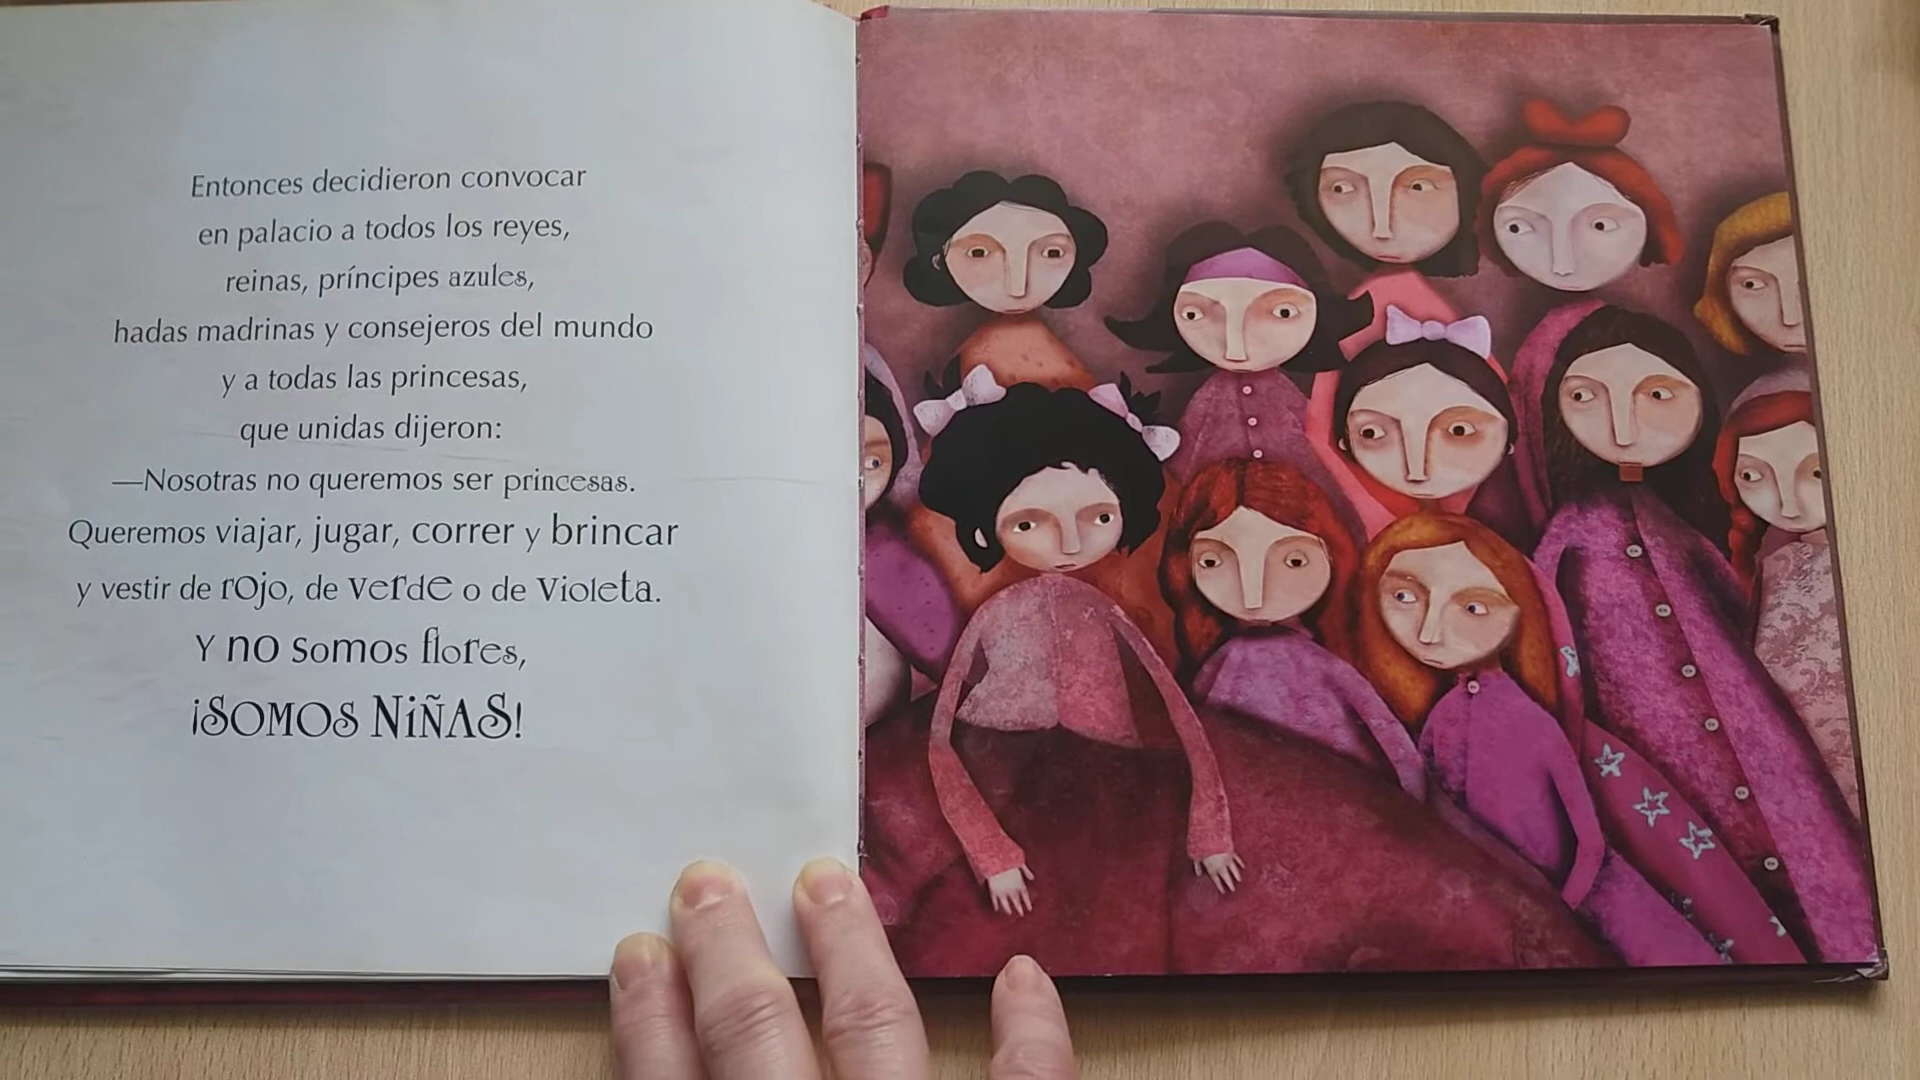 Entonces decidieron convocar
en palacio a todos los reyes,
reinas, príncipes azules,
hadas madrinas y consejeros del mundo
y a todas las princesas,
que unidas dijeron:
—Nosotras no queremos ser princesas.
Queremos viajar, jugar, correr y brincar
y vestir de rojo, de verde o de Violeta.
Y no somos flores,
¡SOMOS NiÑAS!